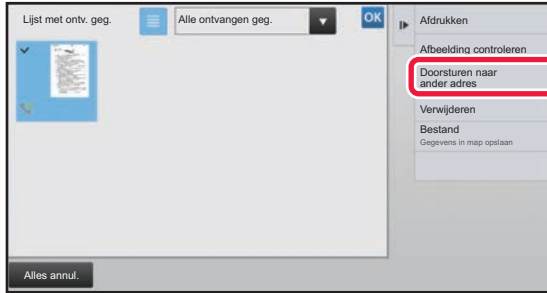 Lijst met ontv. geg.
Alle ontvangen geg.
OK
Afdrukken
Afbeelding controleren
Doorsturen naar
ander adres
Verwijderen
Bestand
Gegevens in map opslaan
Alles annul.